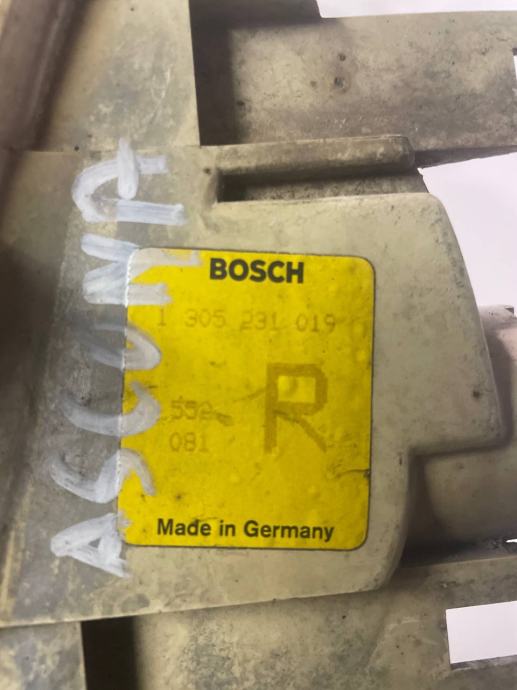 ASCONA
BOSCH
1 305 231 019
R
081
Made in Germany